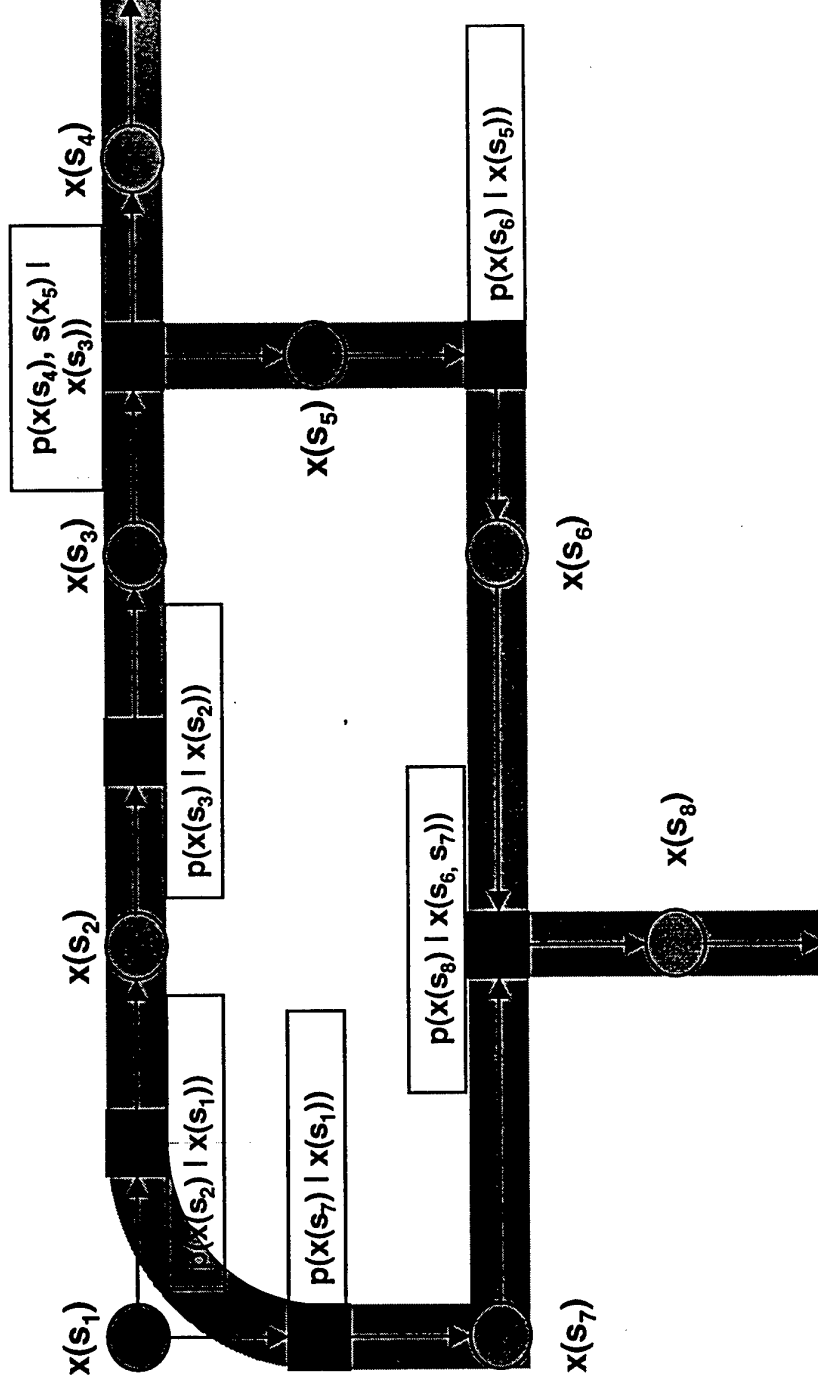 x(s₁)
x(s₂)
x(s₃)
x(s₄)
p(x(s₄), s(x₅) |
x(s₃))
p(x(s₂) | x(s₁))
p(x(s₃) | x(s₂))
p(x(s₇) | x(s₁))
x(s₅)
p(x(s₈) | x(s₆, s₇))
p(x(s₆) | x(s₅))
x(s₇)
x(s₆)
x(s₈)